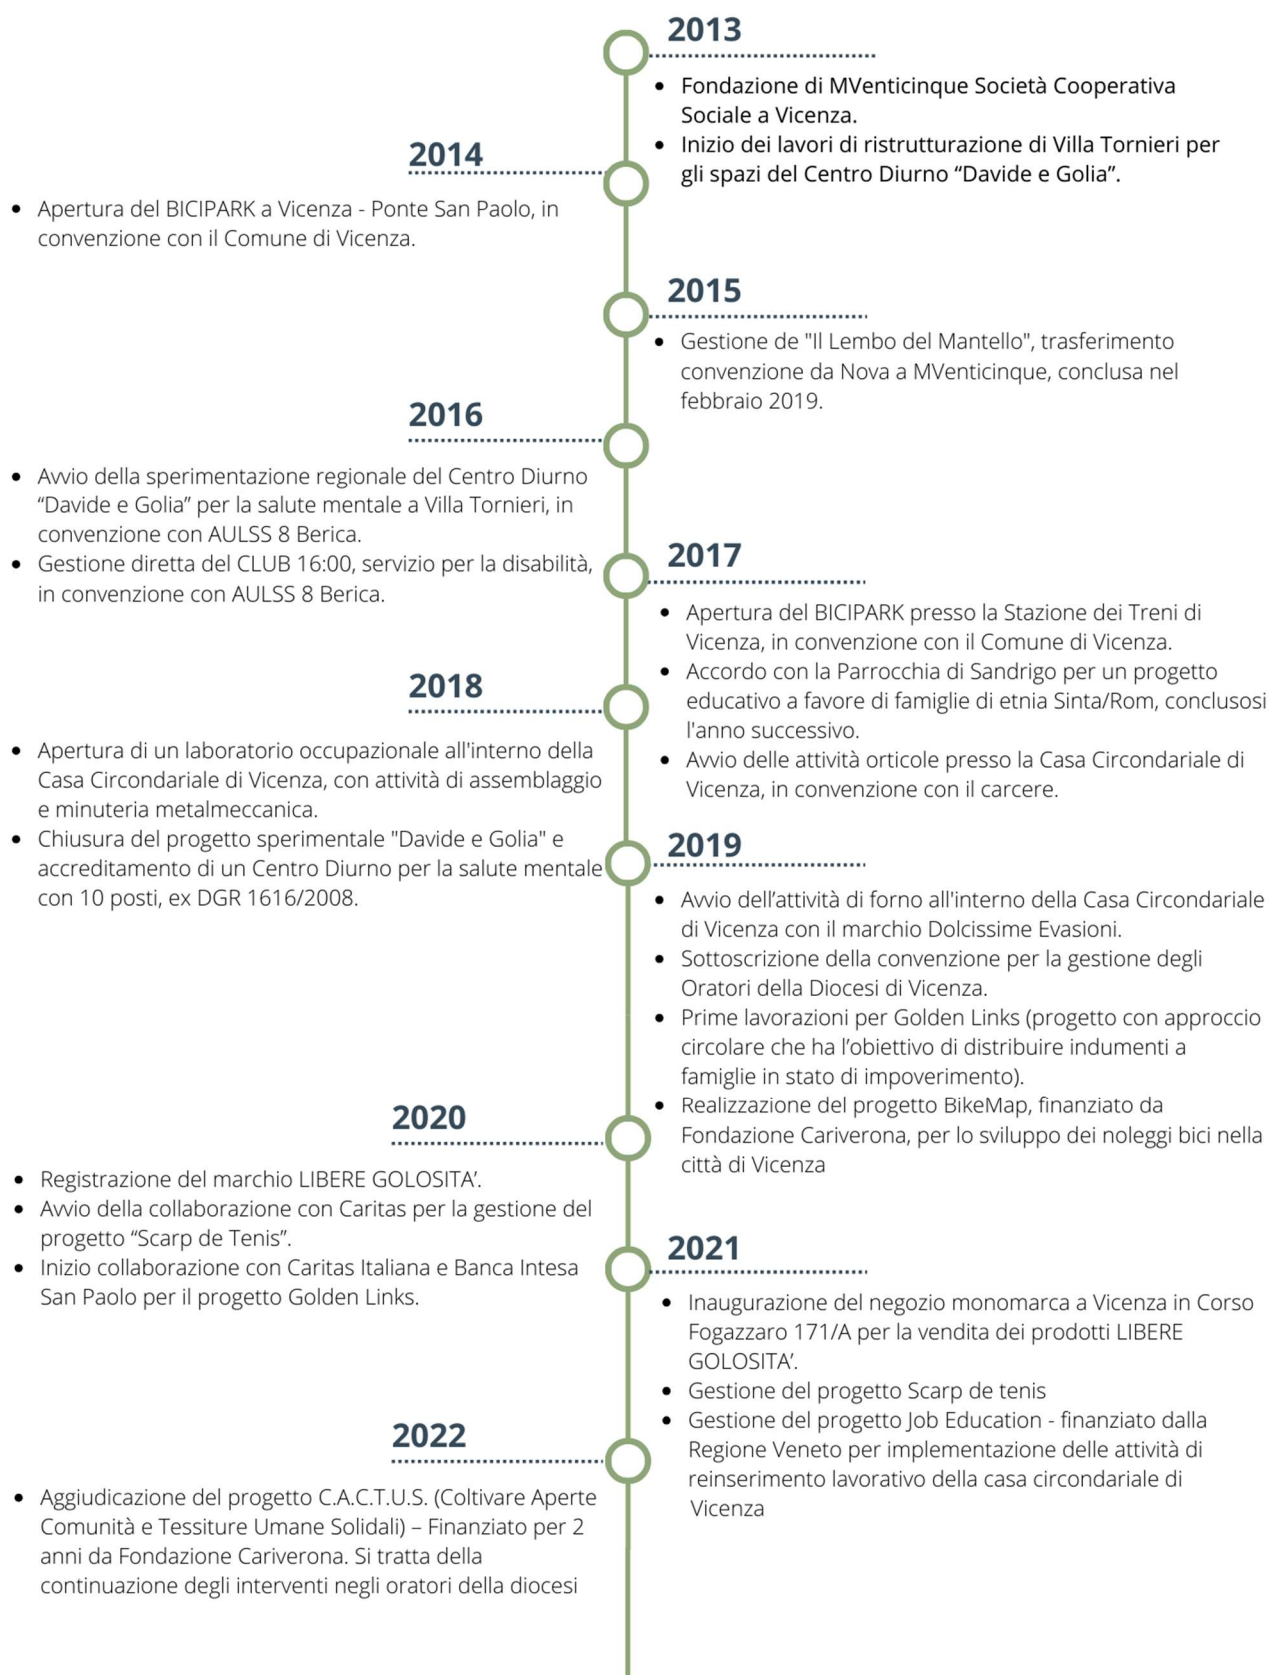 2013
• Fondazione di MVenticinque Società Cooperativa
Sociale a Vicenza.
• Inizio dei lavori di ristrutturazione di Villa Tornieri per
gli spazi del Centro Diurno “Davide e Golia”.
2014
• Apertura del BICIPARK a Vicenza - Ponte San Paolo, in
convenzione con il Comune di Vicenza.
2015
• Gestione de "Il Lembo del Mantello", trasferimento
convenzione da Nova a MVenticinque, conclusa nel
febbraio 2019.
2016
• Avvio della sperimentazione regionale del Centro Diurno
“Davide e Golia” per la salute mentale a Villa Tornieri, in
convenzione con AULSS 8 Berica.
• Gestione diretta del CLUB 16:00, servizio per la disabilità,
in convenzione con AULSS 8 Berica.
2017
• Apertura del BICIPARK presso la Stazione dei Treni di
Vicenza, in convenzione con il Comune di Vicenza.
• Accordo con la Parrocchia di Sandrigo per un progetto
educativo a favore di famiglie di etnia Sinta/Rom, conclusosi
l'anno successivo.
• Avvio delle attività orticole presso la Casa Circondariale di
Vicenza, in convenzione con il carcere.
2018
• Apertura di un laboratorio occupazionale all'interno della
Casa Circondariale di Vicenza, con attività di assemblaggio
e minuteria metalmeccanica.
• Chiusura del progetto sperimentale "Davide e Golia" e
accreditamento di un Centro Diurno per la salute mentale
con 10 posti, ex DGR 1616/2008.
2019
• Avvio dell’attività di forno all'interno della Casa Circondariale
di Vicenza con il marchio Dolcissime Evasioni.
• Sottoscrizione della convenzione per la gestione degli
Oratori della Diocesi di Vicenza.
• Prime lavorazioni per Golden Links (progetto con approccio
circolare che ha l’obiettivo di distribuire indumenti a
famiglie in stato di impoverimento).
• Realizzazione del progetto BikeMap, finanziato da
Fondazione Cariverona, per lo sviluppo dei noleggi bici nella
città di Vicenza
2020
• Registrazione del marchio LIBERE GOLOSITA’.
• Avvio della collaborazione con Caritas per la gestione del
progetto “Scarp de Tenis”.
• Inizio collaborazione con Caritas Italiana e Banca Intesa
San Paolo per il progetto Golden Links.
2021
• Inaugurazione del negozio monomarca a Vicenza in Corso
Fogazzaro 171/A per la vendita dei prodotti LIBERE
GOLOSITA’.
• Gestione del progetto Scarp de tenis
• Gestione del progetto Job Education - finanziato dalla
Regione Veneto per implementazione delle attività di
reinserimento lavorativo della casa circondariale di
Vicenza
2022
• Aggiudicazione del progetto C.A.C.T.U.S. (Coltivare Aperte
Comunità e Tessiture Umane Solidali) – Finanziato per 2
anni da Fondazione Cariverona. Si tratta della
continuazione degli interventi negli oratori della diocesi